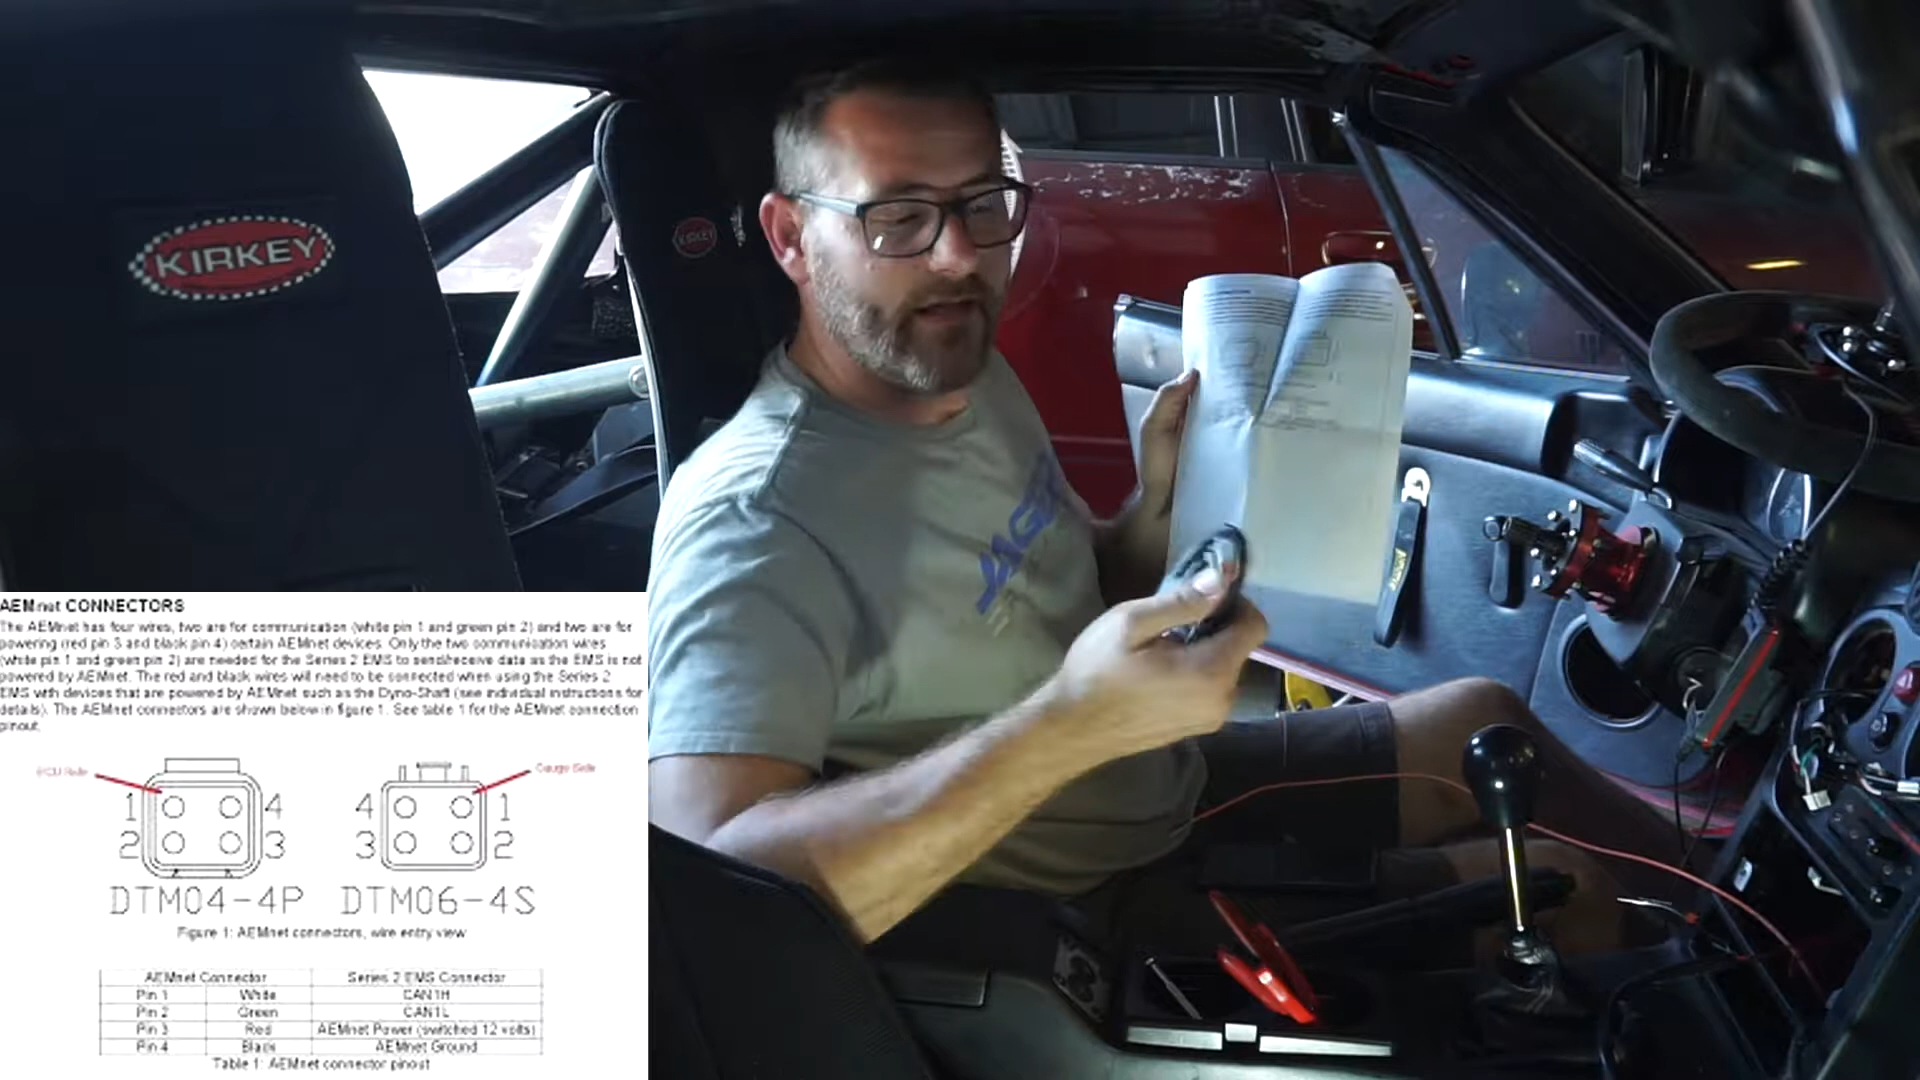 KIRKEY
KIRKEY
JAGR
AEMnet CONNECTORS
The AEMnet has four wires, two are for communication (white pin 1 and green pin 2) and two are for
powering (red pin 3 and black pin 4) certain AEMnet devices. Only the two communication wires
(white pin 1 and green pin 2) are needed for the Series 2 EMS to send/receive data as the EMS is not
powered by AEMnet. The red and black wires will need to be connected when using the Series 2
EMS with devices that are powered by AEMnet such as the Dyno-Shaft (see individual instructions for
details). The AEMnet connectors are shown below in figure 1. See table 1 for the AEMnet connection
pinout.
ECU Side
Gauge Side
1 4 4 1
2 3 3 2
DTM04-4P DTM06-4S
Figure 1: AEMnet connectors, wire entry view
AEMnet Connector Series 2 EMS Connector
Pin 1 White CAN1H
Pin 2 Green CAN1L
Pin 3 Red AEMnet Power (switched 12 volts)
Pin 4 Black AEMnet Ground
Table 1: AEMnet connector pinout